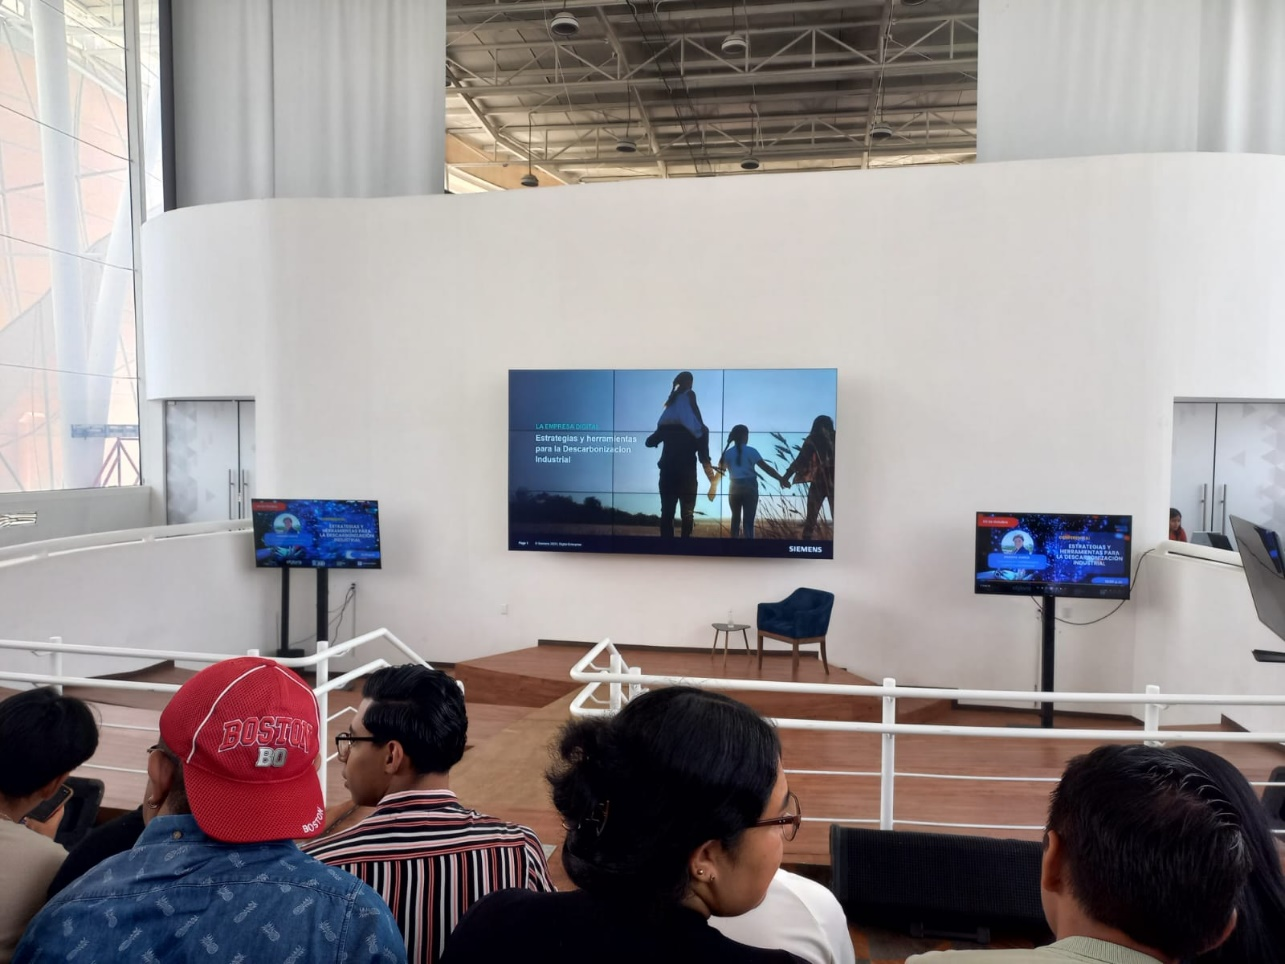 LA EMPRESA DIGITAL
Estrategias y herramientas
para la Descarbonización
Industrial
SIEMENS
ESTRATEGIAS Y
HERRAMIENTAS PARA
LA DESCARBONIZACIÓN
INDUSTRIAL
ESTRATEGIAS Y
HERRAMIENTAS PARA
LA DESCARBONIZACIÓN
INDUSTRIAL
BOSTON
BO
BOSTON